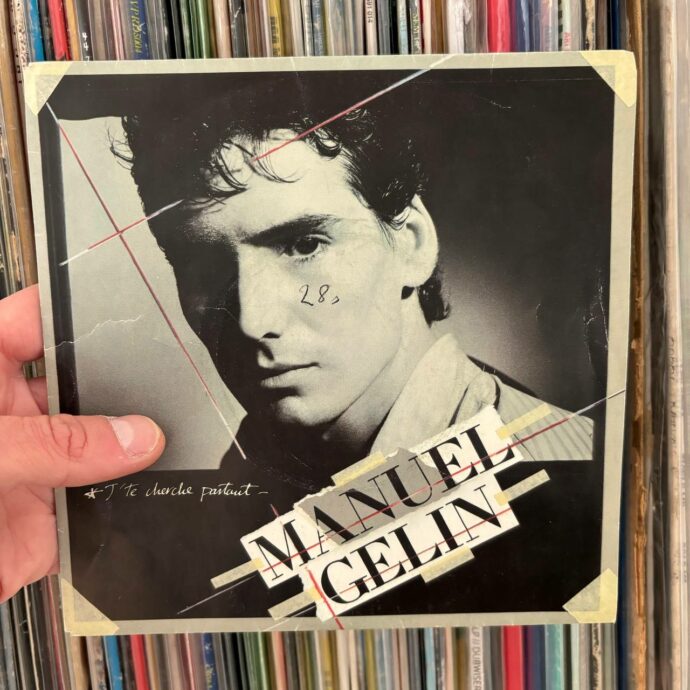 28
* J'te cherche partout -
MANUEL
GELIN